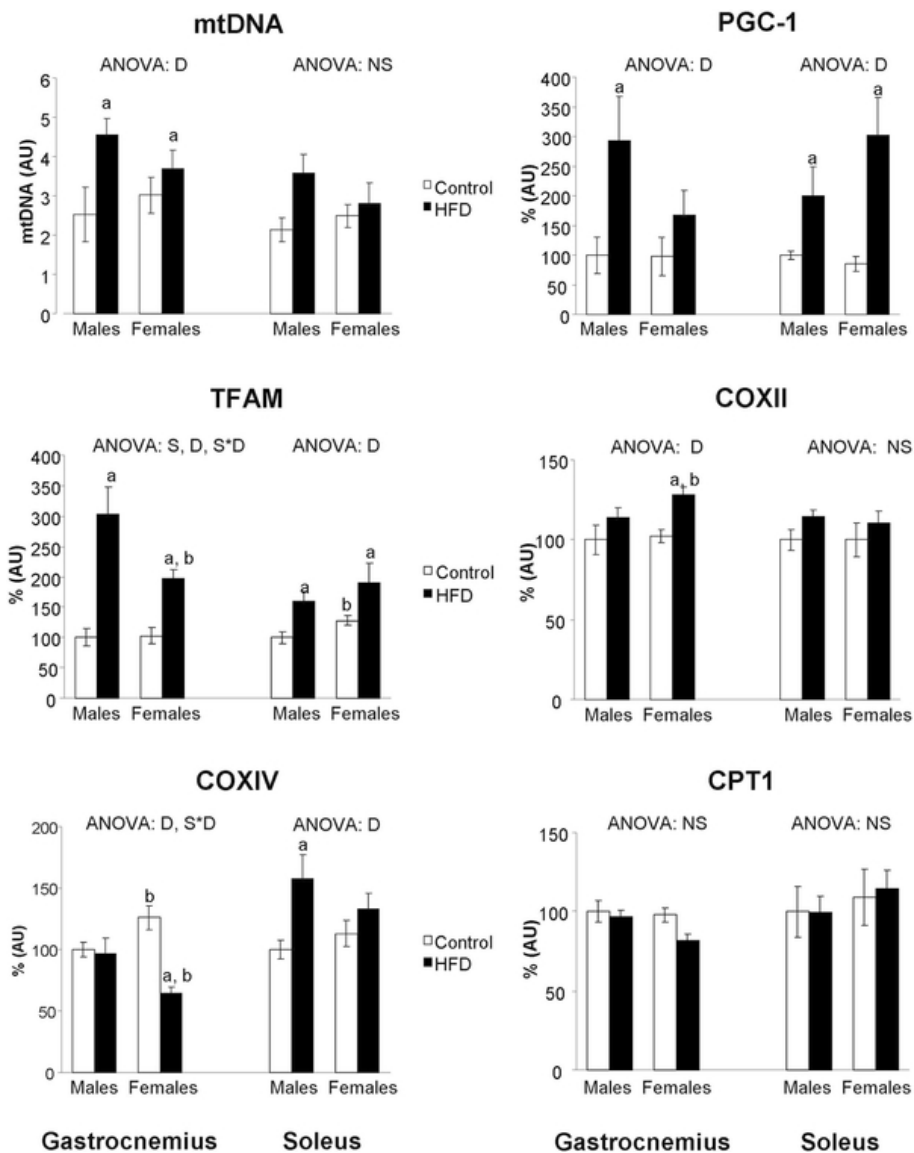 mtDNA
ANOVA: D
ANOVA: NS
mtDNA (AU)
6
5
4
3
2
1
0
a
a
Males
Females
Males
Females
Control
HFD
PGC-1
ANOVA: D
ANOVA: D
% (AU)
400
350
300
250
200
150
100
50
0
a
a
a
Males
Females
Males
Females
TFAM
ANOVA: S, D, S*D
ANOVA: D
% (AU)
400
350
300
250
200
150
100
50
0
a
a, b
a
b
a
Males
Females
Males
Females
Control
HFD
COXII
ANOVA: D
ANOVA: NS
% (AU)
150
100
50
0
a, b
Males
Females
Males
Females
COXIV
ANOVA: D, S*D
ANOVA: D
% (AU)
200
150
100
50
0
b
a, b
a
Males
Females
Males
Females
Control
HFD
CPT1
ANOVA: NS
ANOVA: NS
% (AU)
150
100
50
0
Males
Females
Males
Females
Gastrocnemius
Soleus
Gastrocnemius
Soleus